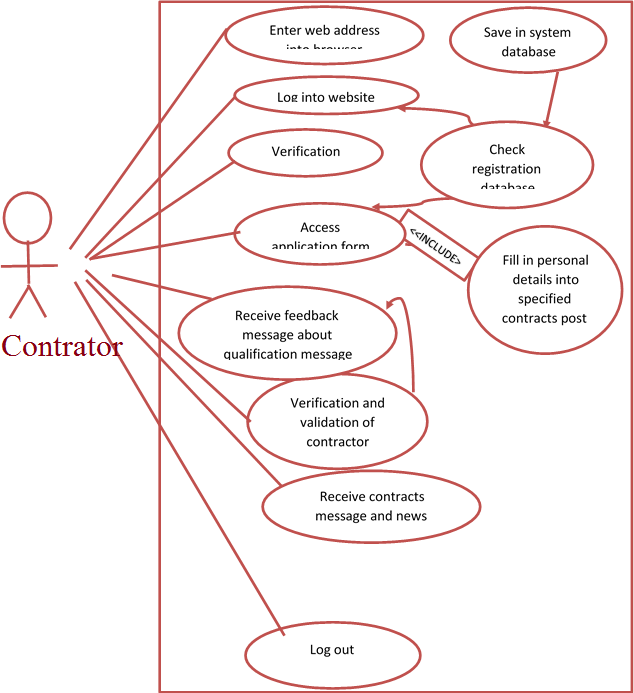 Enter web address
into browser
Save in system
database
Log into website
Verification
Check
registration
database
Access
application form
<<INCLUDE>
Fill in personal
details into
specified
contracts post
Contrator
Receive feedback
message about
qualification message
Verification and
validation of
contractor
Receive contracts
message and news
Log out